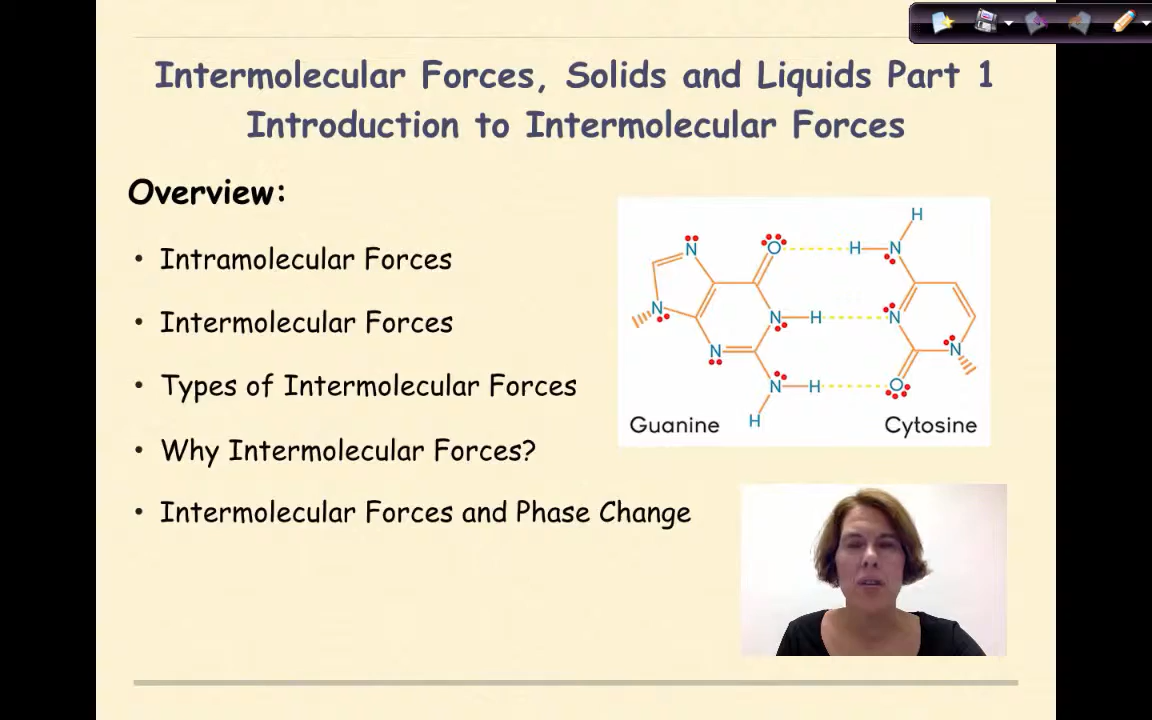 Intermolecular Forces, Solids and Liquids Part 1
Introduction to Intermolecular Forces
Overview:
• Intramolecular Forces
• Intermolecular Forces
• Types of Intermolecular Forces
• Why Intermolecular Forces?
• Intermolecular Forces and Phase Change
H
N O H N
N N H N
N N
N H O
H
Guanine Cytosine